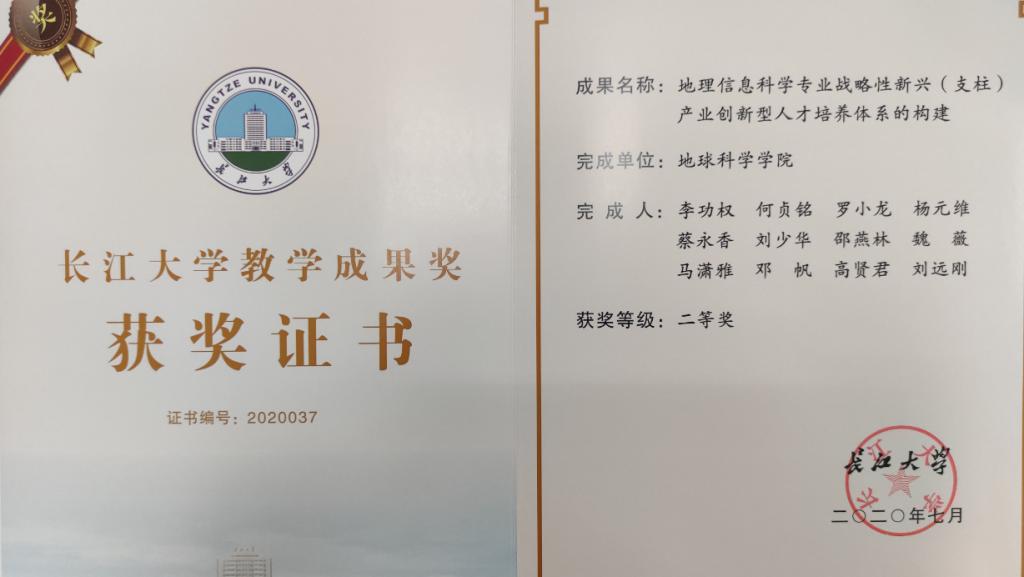 奖
YANGTZE UNIVERSITY
长江大学
长江大学教学成果奖
获奖证书
证书编号：2020037
成果名称：地理信息科学专业战略性新兴（支柱）
产业创新型人才培养体系的构建
完成单位：地球科学学院
完成人：李功权 何贞铭 罗小龙 杨元维
蔡永香 刘少华 邵燕林 魏薇
马潇雅 邓帆 高贤君 刘远刚
获奖等级：二等奖
长江大学
长江大学
二〇二〇年七月